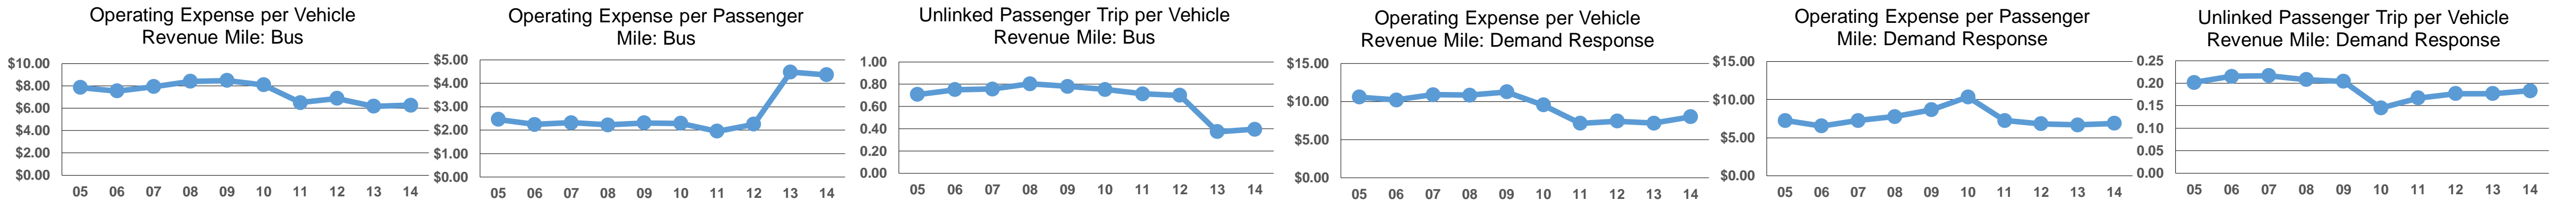 Operating Expense per Vehicle
Revenue Mile: Bus
$10.00
$8.00
$6.00
$4.00
$2.00
$0.00
05 06 07 08 09 10 11 12 13 14
Operating Expense per Passenger
Mile: Bus
$5.00
$4.00
$3.00
$2.00
$1.00
$0.00
05 06 07 08 09 10 11 12 13 14
Unlinked Passenger Trip per Vehicle
Revenue Mile: Bus
1.00
0.80
0.60
0.40
0.20
0.00
05 06 07 08 09 10 11 12 13 14
Operating Expense per Vehicle
Revenue Mile: Demand Response
$15.00
$10.00
$5.00
$0.00
05 06 07 08 09 10 11 12 13 14
Operating Expense per Passenger
Mile: Demand Response
$15.00
$10.00
$5.00
$0.00
05 06 07 08 09 10 11 12 13 14
Unlinked Passenger Trip per Vehicle
Revenue Mile: Demand Response
0.25
0.20
0.15
0.10
0.05
0.00
05 06 07 08 09 10 11 12 13 14